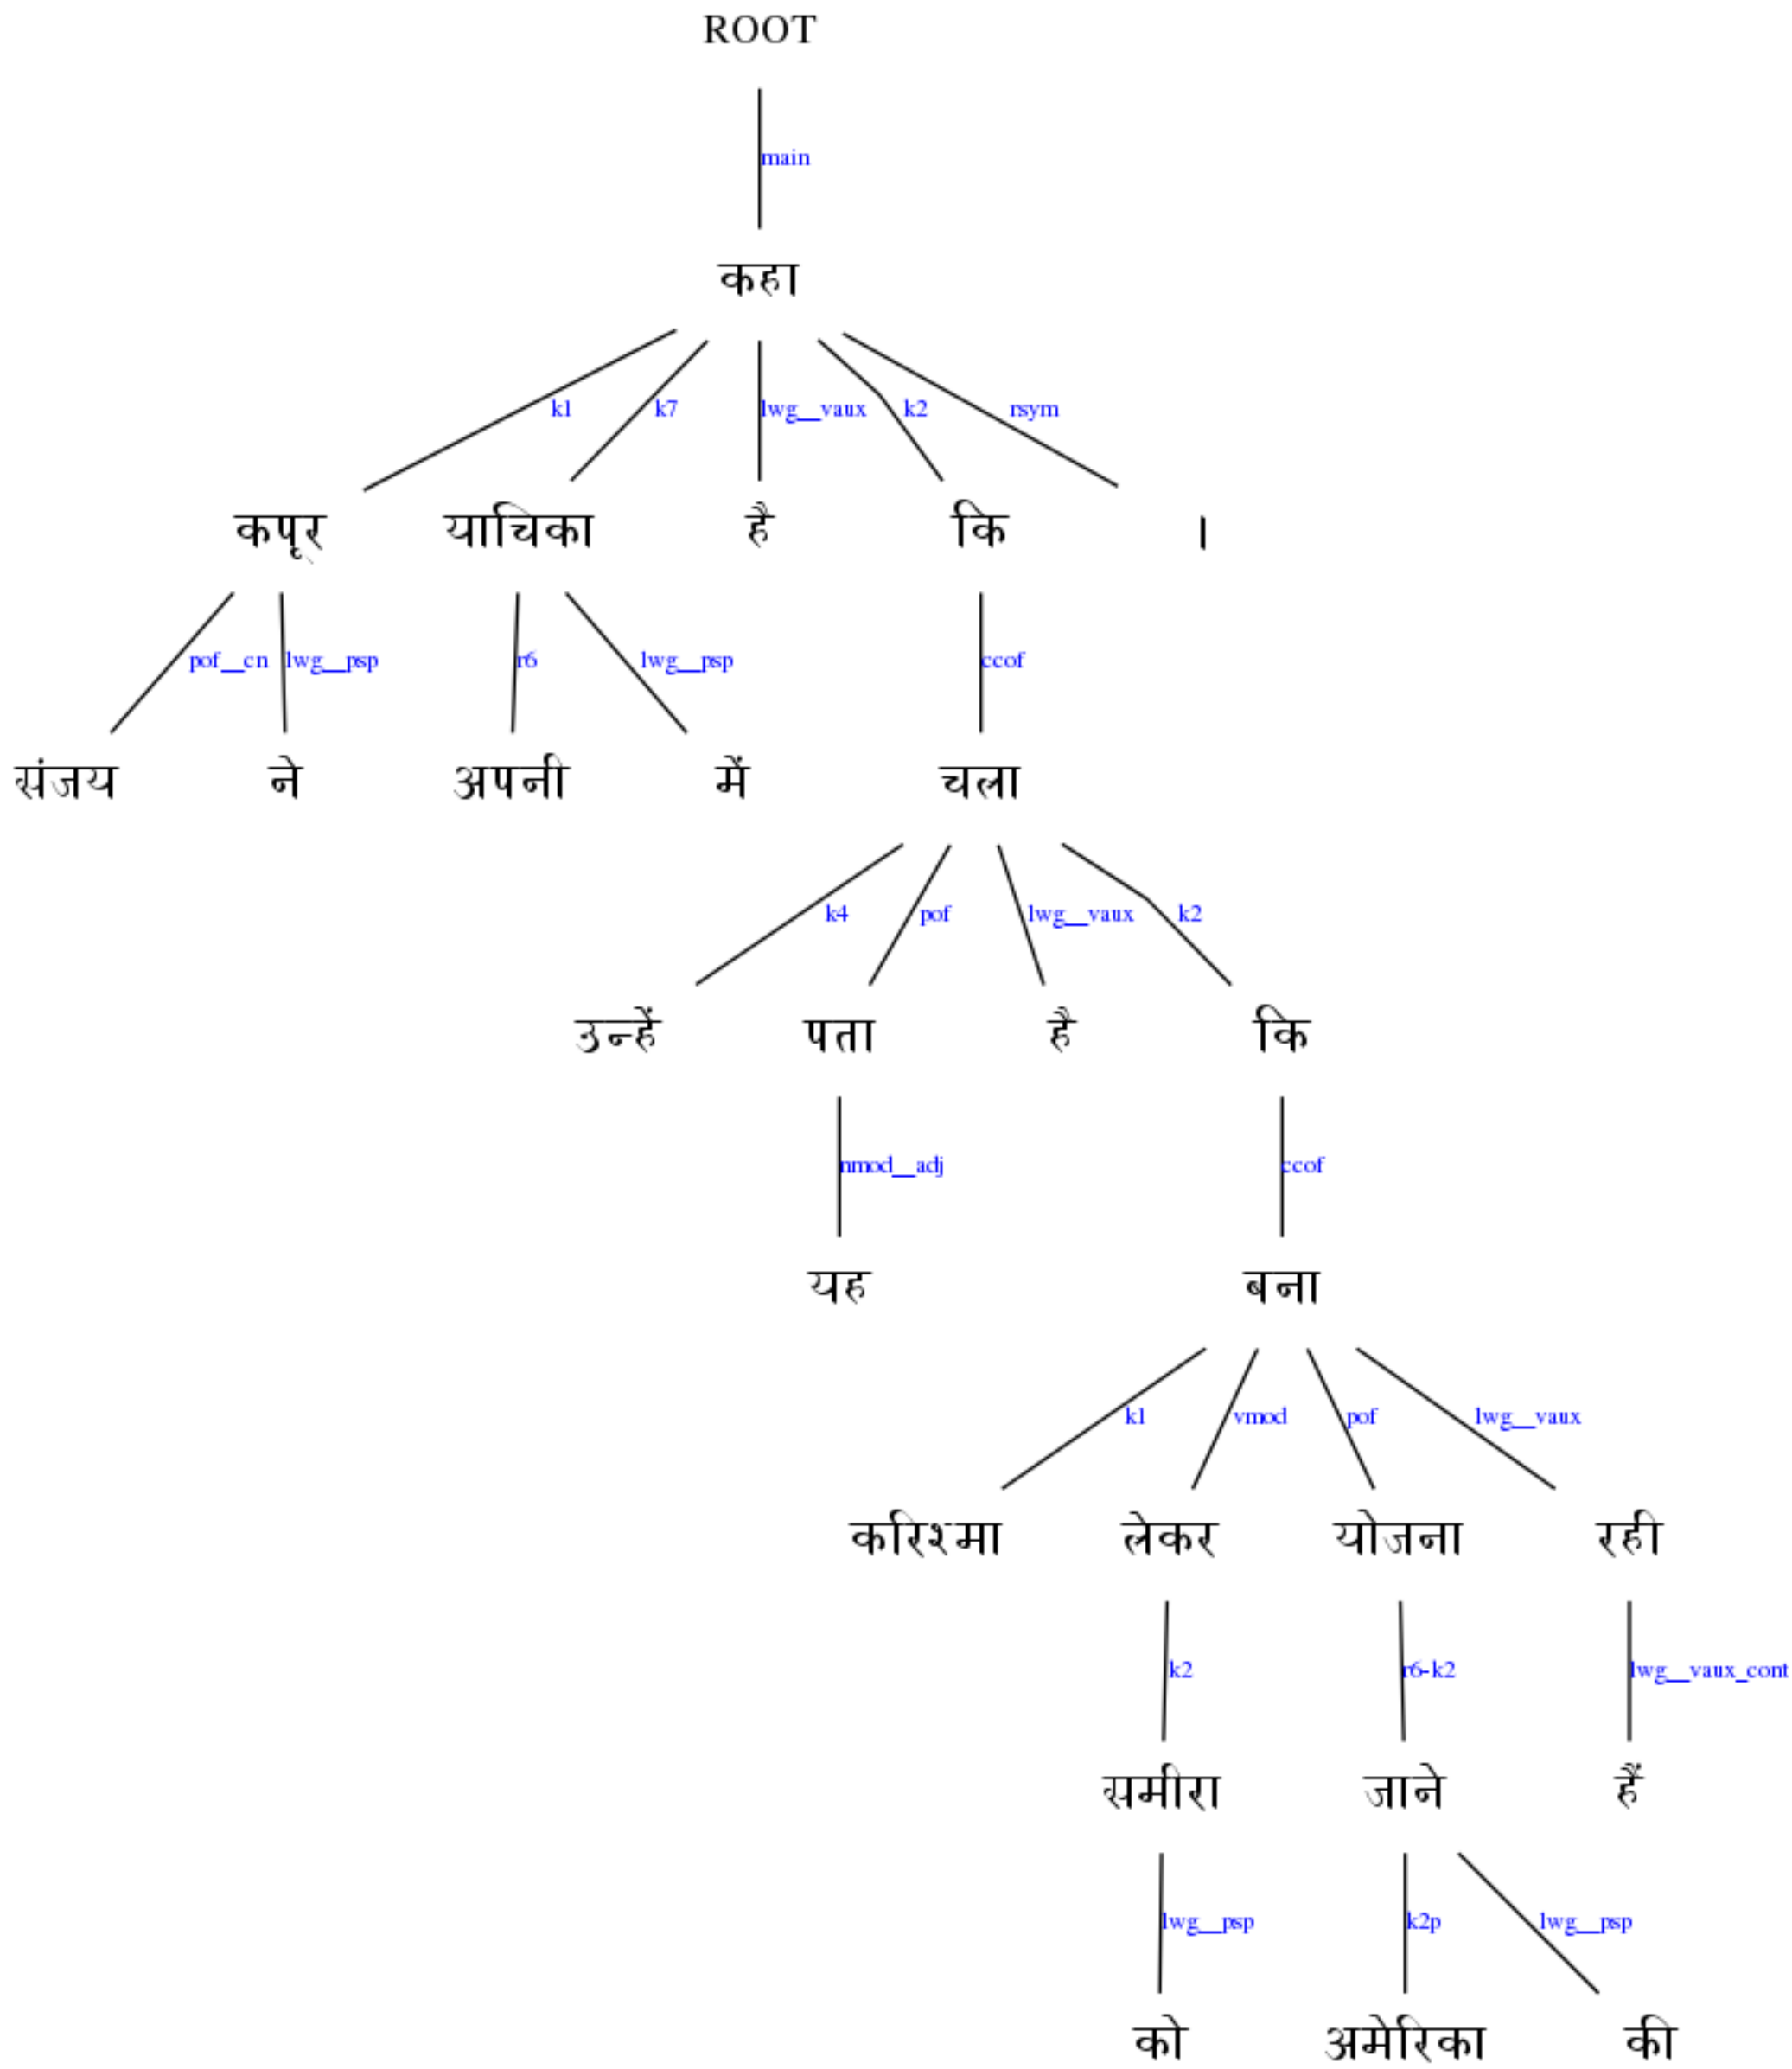 ROOT
main
कहा
k1 k7 lwg__vaux k2 rsym
कपूर याचिका है कि ।
pof__cn lwg__psp r6 lwg__psp ccof
संजय ने अपनी में चला
k4 pof lwg__vaux k2
उन्हें पता है कि
nmod__adj ccof
यह बना
k1 vmod pof lwg__vaux
करिश्मा लेकर योजना रही
k2 r6-k2 lwg__vaux_cont
समीरा जाने हैं
lwg__psp k2p lwg__psp
को अमेरिका की